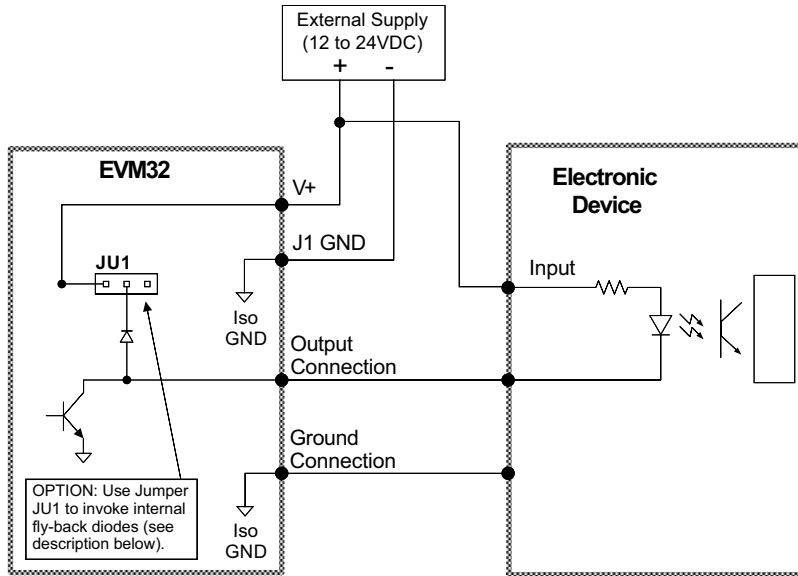 External Supply
(12 to 24VDC)
+ -
EVM32
V+
J1 GND
JU1
Iso
GND
Output
Connection
Ground
Connection
Iso
GND
OPTION: Use Jumper
JU1 to invoke internal
fly-back diodes (see
description below).
Electronic
Device
Input